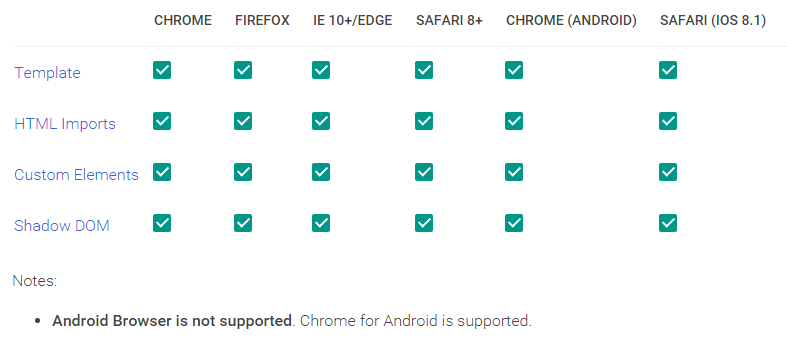 CHROME FIREFOX IE 10+/EDGE SAFARI 8+ CHROME (ANDROID) SAFARI (IOS 8.1)
Template
HTML Imports
Custom Elements
Shadow DOM
Notes:
• Android Browser is not supported. Chrome for Android is supported.